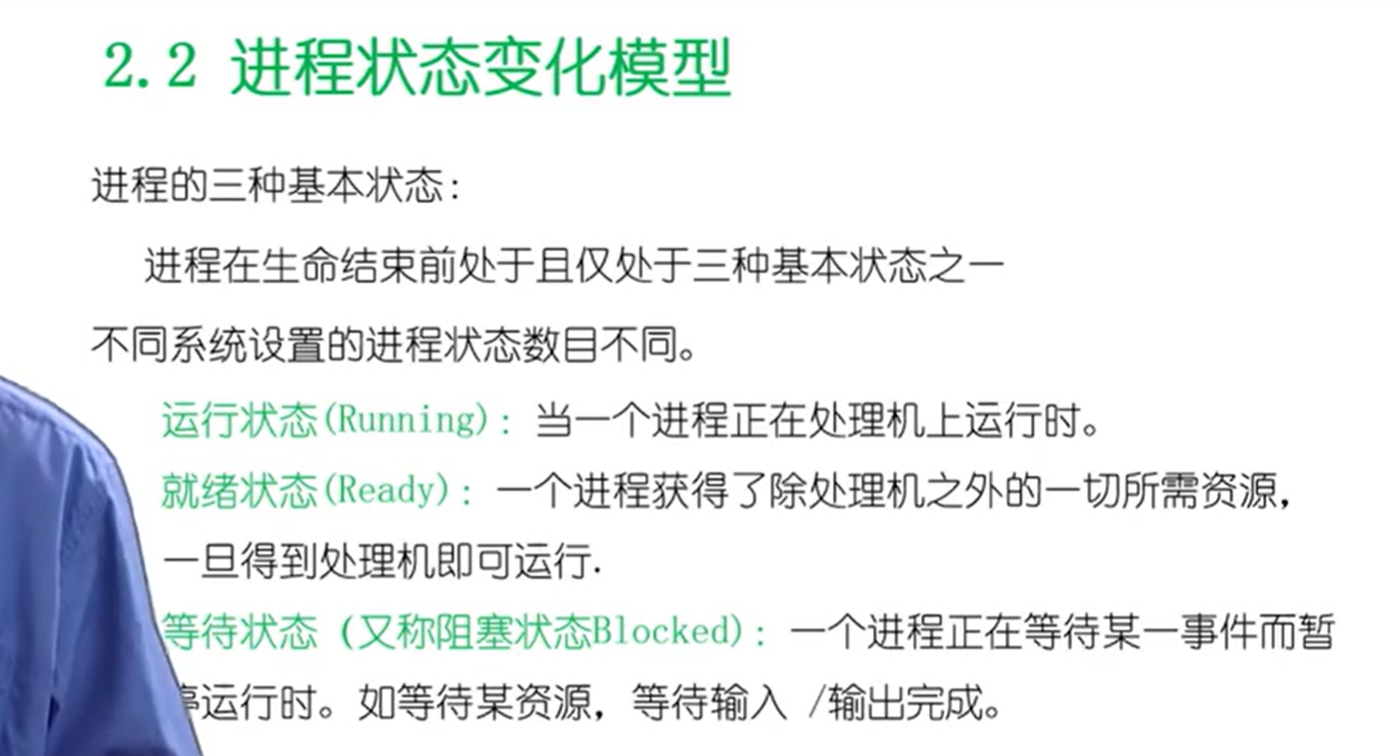 2.2 进程状态变化模型
进程的三种基本状态：
进程在生命结束前处于且仅处于三种基本状态之一
不同系统设置的进程状态数目不同。
运行状态(Running)：当一个进程正在处理机上运行时。
就绪状态(Ready)：一个进程获得了除处理机之外的一切所需资源，
一旦得到处理机即可运行.
等待状态（又称阻塞状态Blocked)：一个进程正在等待某一事件而暂
停运行时。如等待某资源，等待输入 /输出完成。